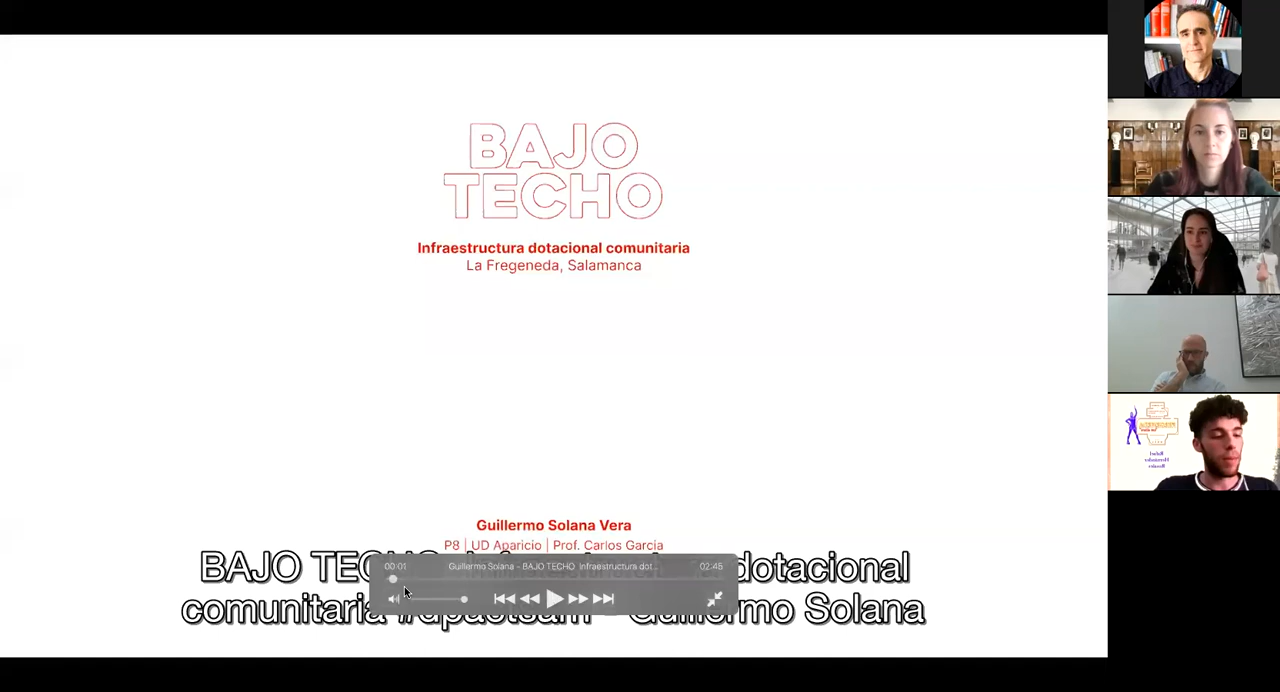 BAJO
TECHO
Infraestructura dotacional comunitaria
La Fregeneda, Salamanca
Guillermo Solana Vera
P8 | UD Aparicio | Prof. Carlos García
00:01
Guillermo Solana - BAJO TECHO Infraestructura dot...
02:45
BAJO dotacional
comunitaria Guillermo Solana